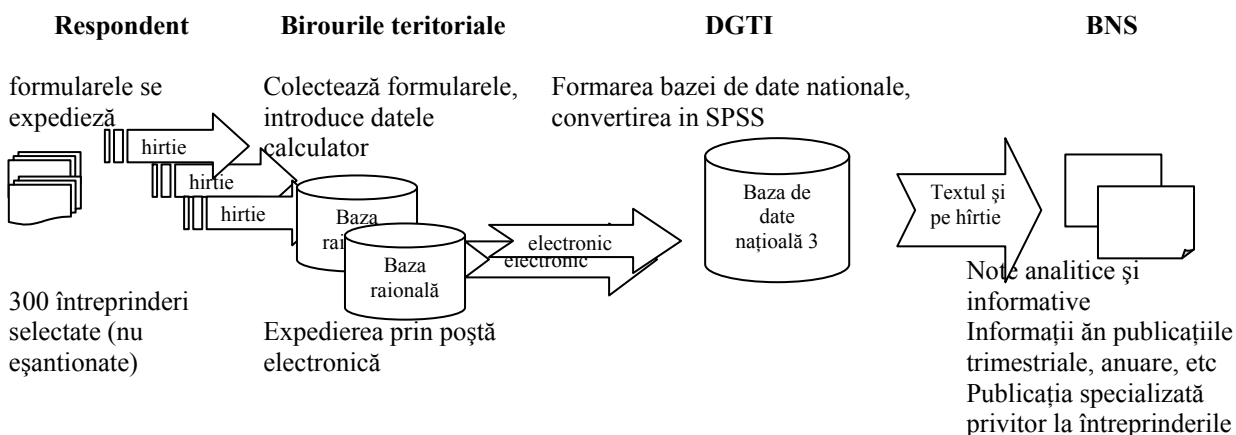 Respondent
Birourile teritoriale
DGTI
BNS
formularele se
expediează
Colectează formularele,
introduce datele
calculator
Formarea bazei de date nationale,
convertirea in SPSS
hirtie
hirtie
hirtie
Baza
Baza
raională
electronic
electronic
Baza de
date
națioală 3
Textul şi
pe hîrtie
300 întreprinderi
selectate (nu
eşantionate)
Expedierea prin poştă
electronică
Note analitice şi
informative
Informații ăn publicațiile
trimestriale, anuare, etc
Publicația specializată
privitor la întreprinderile